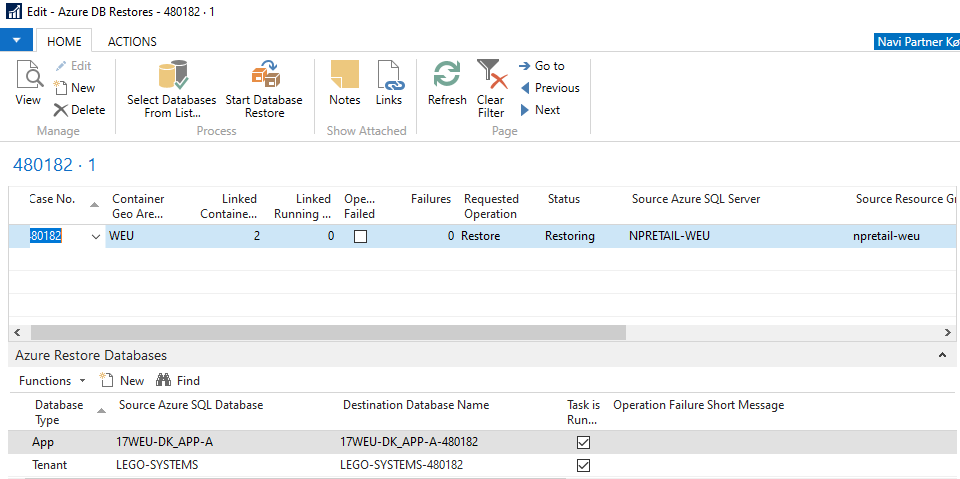 Edit - Azure DB Restores - 480182 · 1
HOME ACTIONS
Navi Partner Kø
View
Edit
New
Delete
Manage
Select Databases
From List...
Start Database
Restore
Process
Notes
Links
Show Attached
Refresh
Clear
Filter
Go to
Previous
Next
Page
480182 · 1
Case No. Container Linked Linked Ope... Failures Requested Status Source Azure SQL Server Source Resource Gr
Geo Are... Containe... Running ... Failed Operation
480182 WEU 2 0 0 Restore Restoring NPRETAIL-WEU npretail-weu
Azure Restore Databases
Functions New Find
Database Source Azure SQL Database Destination Database Name Task is Operation Failure Short Message
Type Run...
App 17WEU-DK_APP-A 17WEU-DK_APP-A-480182
Tenant LEGO-SYSTEMS LEGO-SYSTEMS-480182